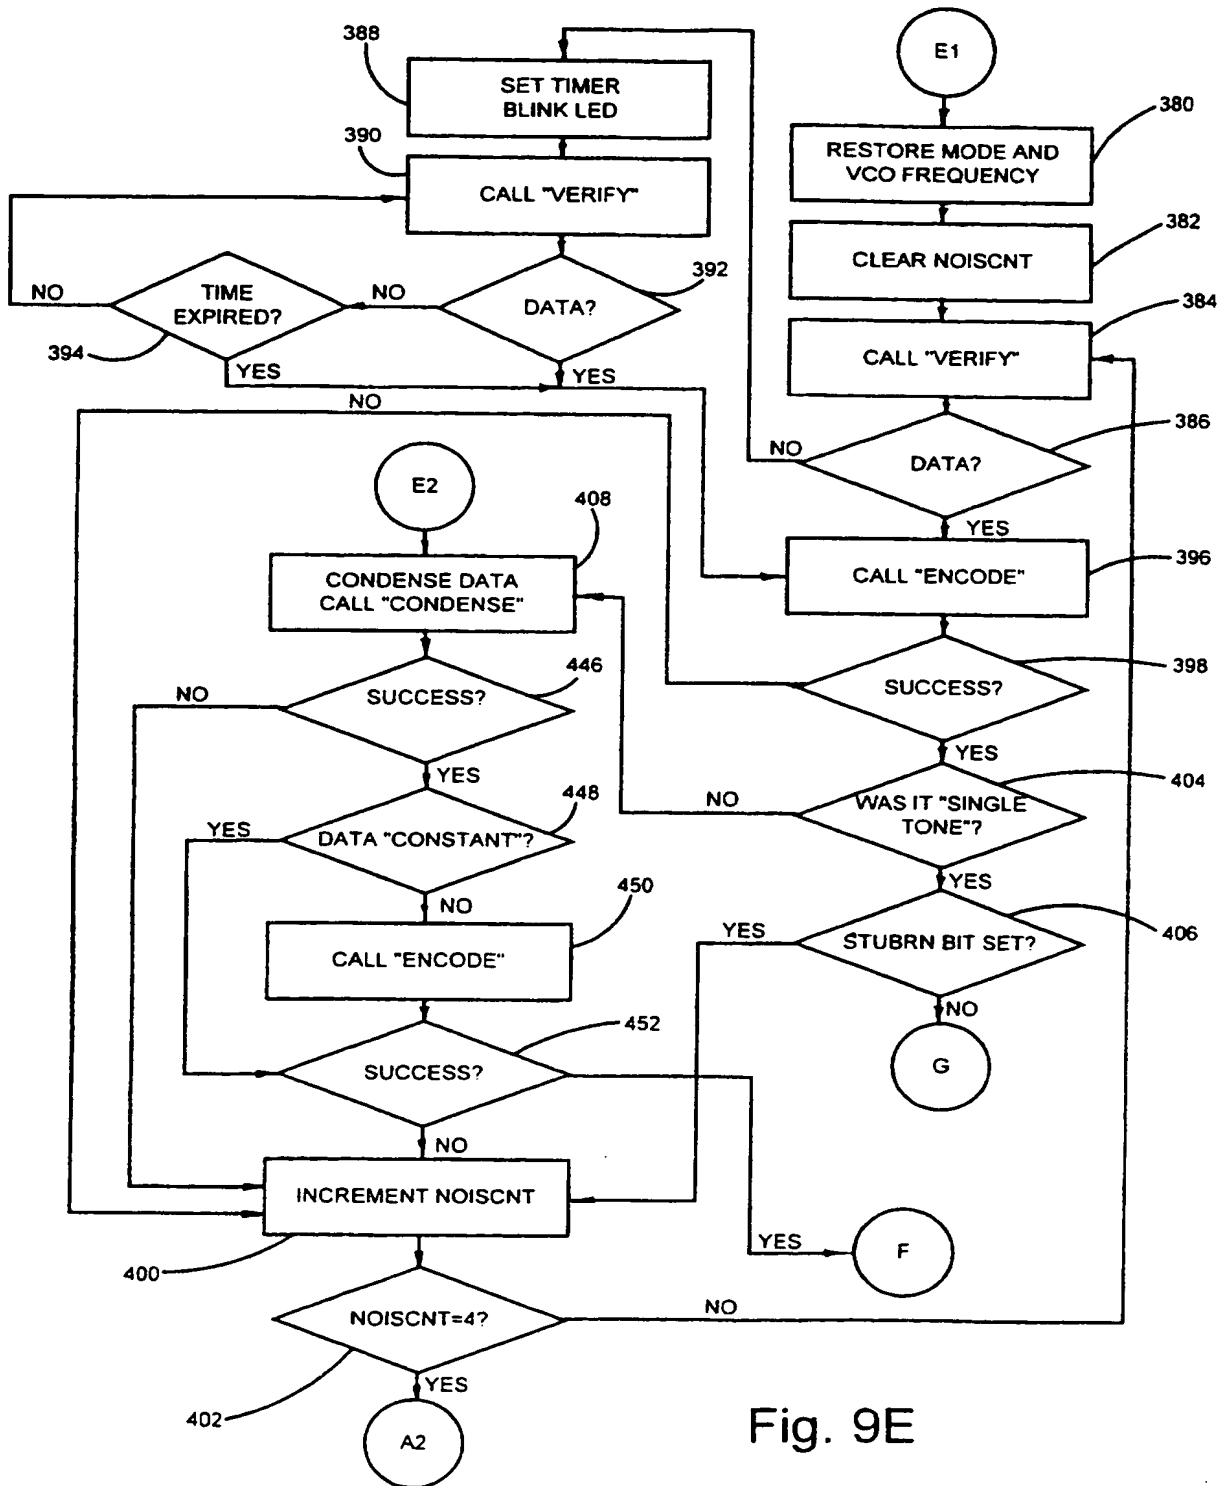 E1
388
SET TIMER
BLINK LED
380
RESTORE MODE AND
VCO FREQUENCY
390
CALL "VERIFY"
382
CLEAR NOISCNT
392
NO
TIME
EXPIRED?
NO
DATA?
384
CALL "VERIFY"
394
YES
YES
NO
386
NO
DATA?
E2
408
YES
CONDENSE DATA
CALL "CONDENSE"
CALL "ENCODE"
396
446
398
NO
SUCCESS?
SUCCESS?
YES
YES
448
404
NO
WAS IT "SINGLE
TONE"?
YES
DATA "CONSTANT"?
YES
450
NO
YES
STUBRN BIT SET?
406
CALL "ENCODE"
NO
452
SUCCESS?
G
NO
INCREMENT NOISCNT
YES
F
400
NO
NOISCNT=4?
YES
402
A2
Fig. 9E